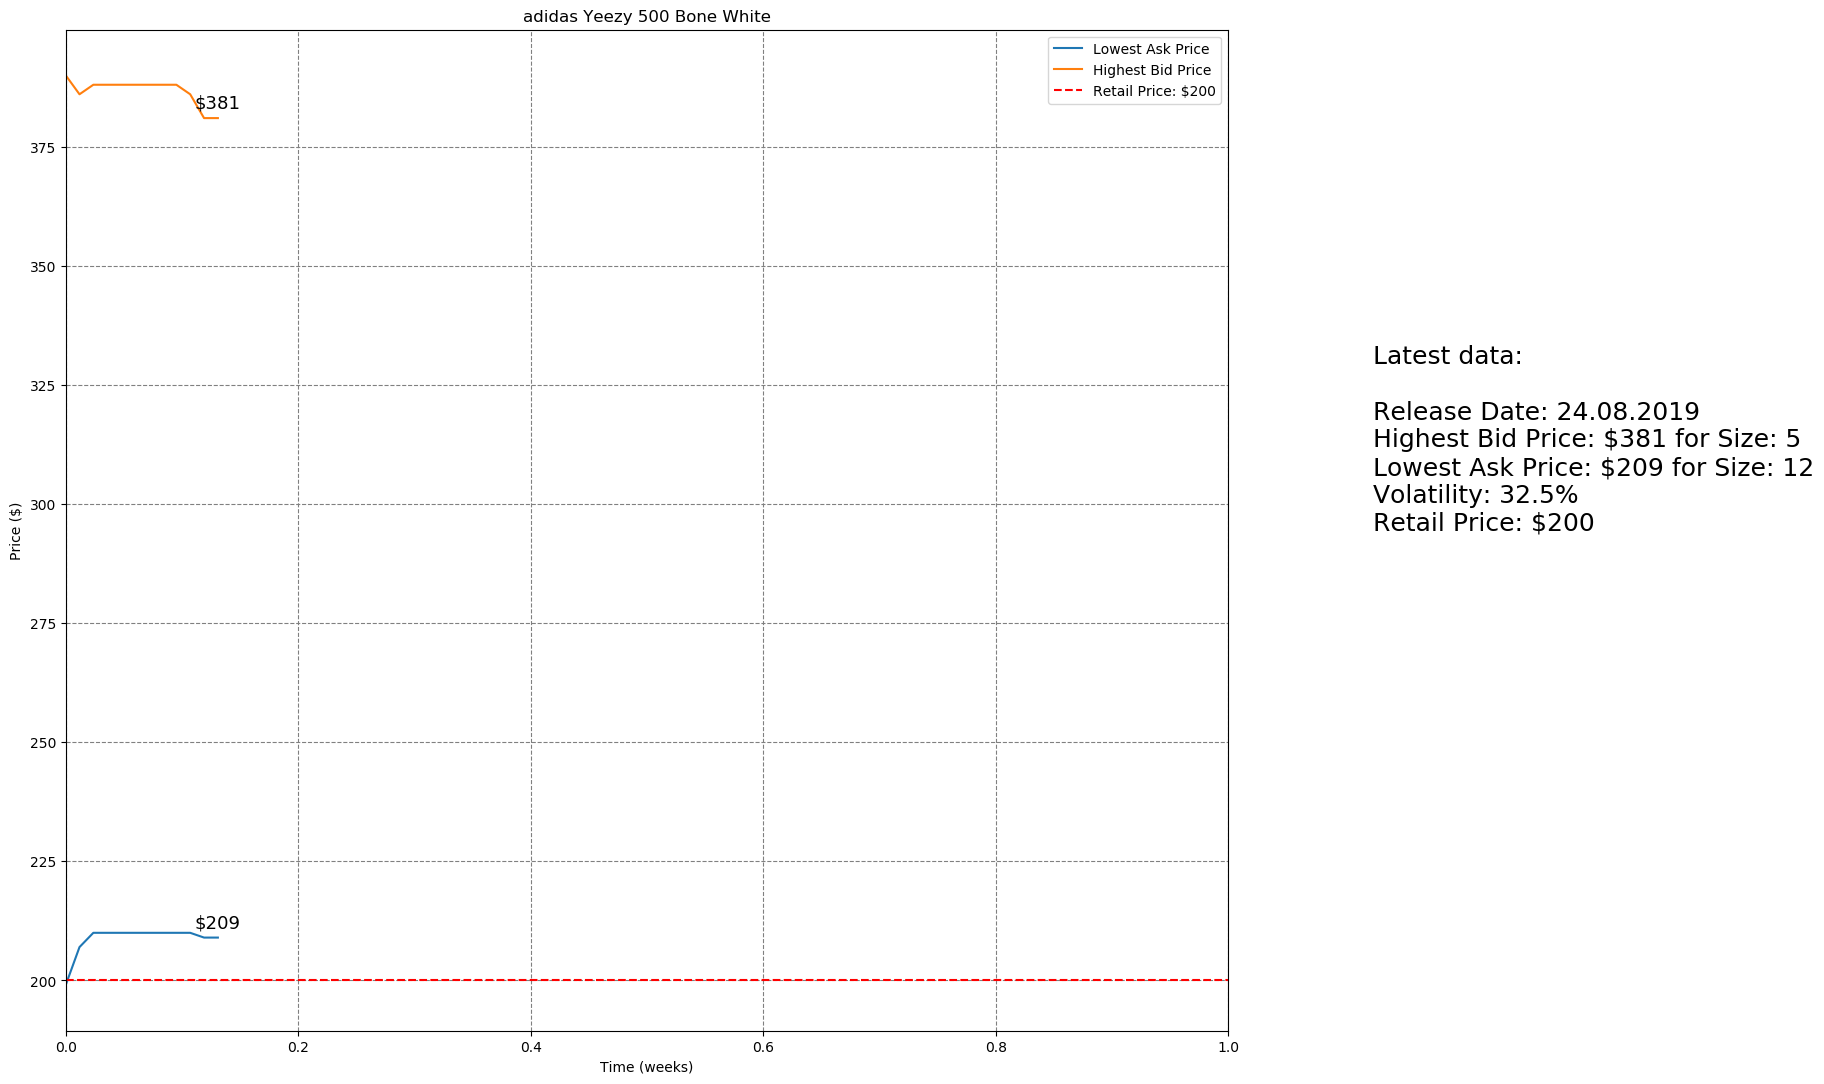 adidas Yeezy 500 Bone White
Lowest Ask Price
Highest Bid Price
Retail Price: $200
$381
375
350
325
300
275
250
225
200
Price ($)
$209
0.0 0.2 0.4 0.6 0.8 1.0
Time (weeks)
Latest data:
Release Date: 24.08.2019
Highest Bid Price: $381 for Size: 5
Lowest Ask Price: $209 for Size: 12
Volatility: 32.5%
Retail Price: $200